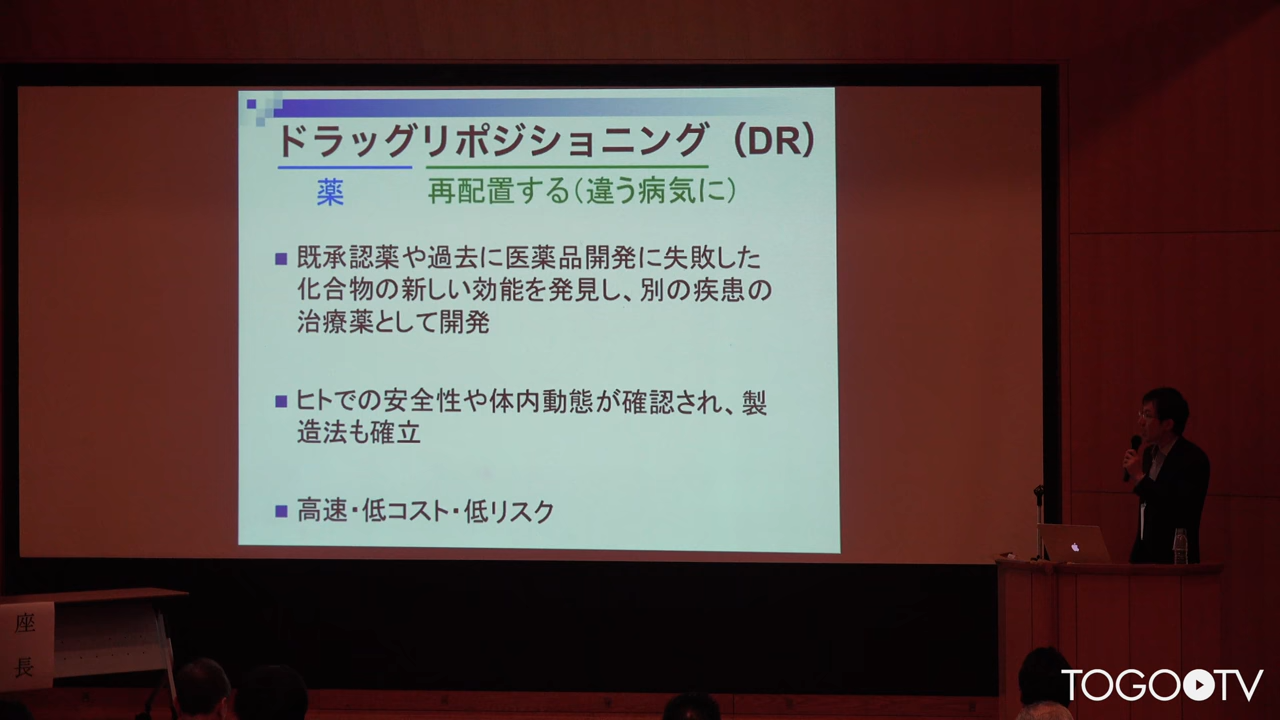 ドラッグリポジショニング(DR)
薬 再配置する(違う病気に)
■ 既承認薬や過去に医薬品開発に失敗した
化合物の新しい効能を発見し、別の疾患の
治療薬として開発
■ ヒトでの安全性や体内動態が確認され、製
造法も確立
■ 高速・低コスト・低リスク
座長
TOGOTV